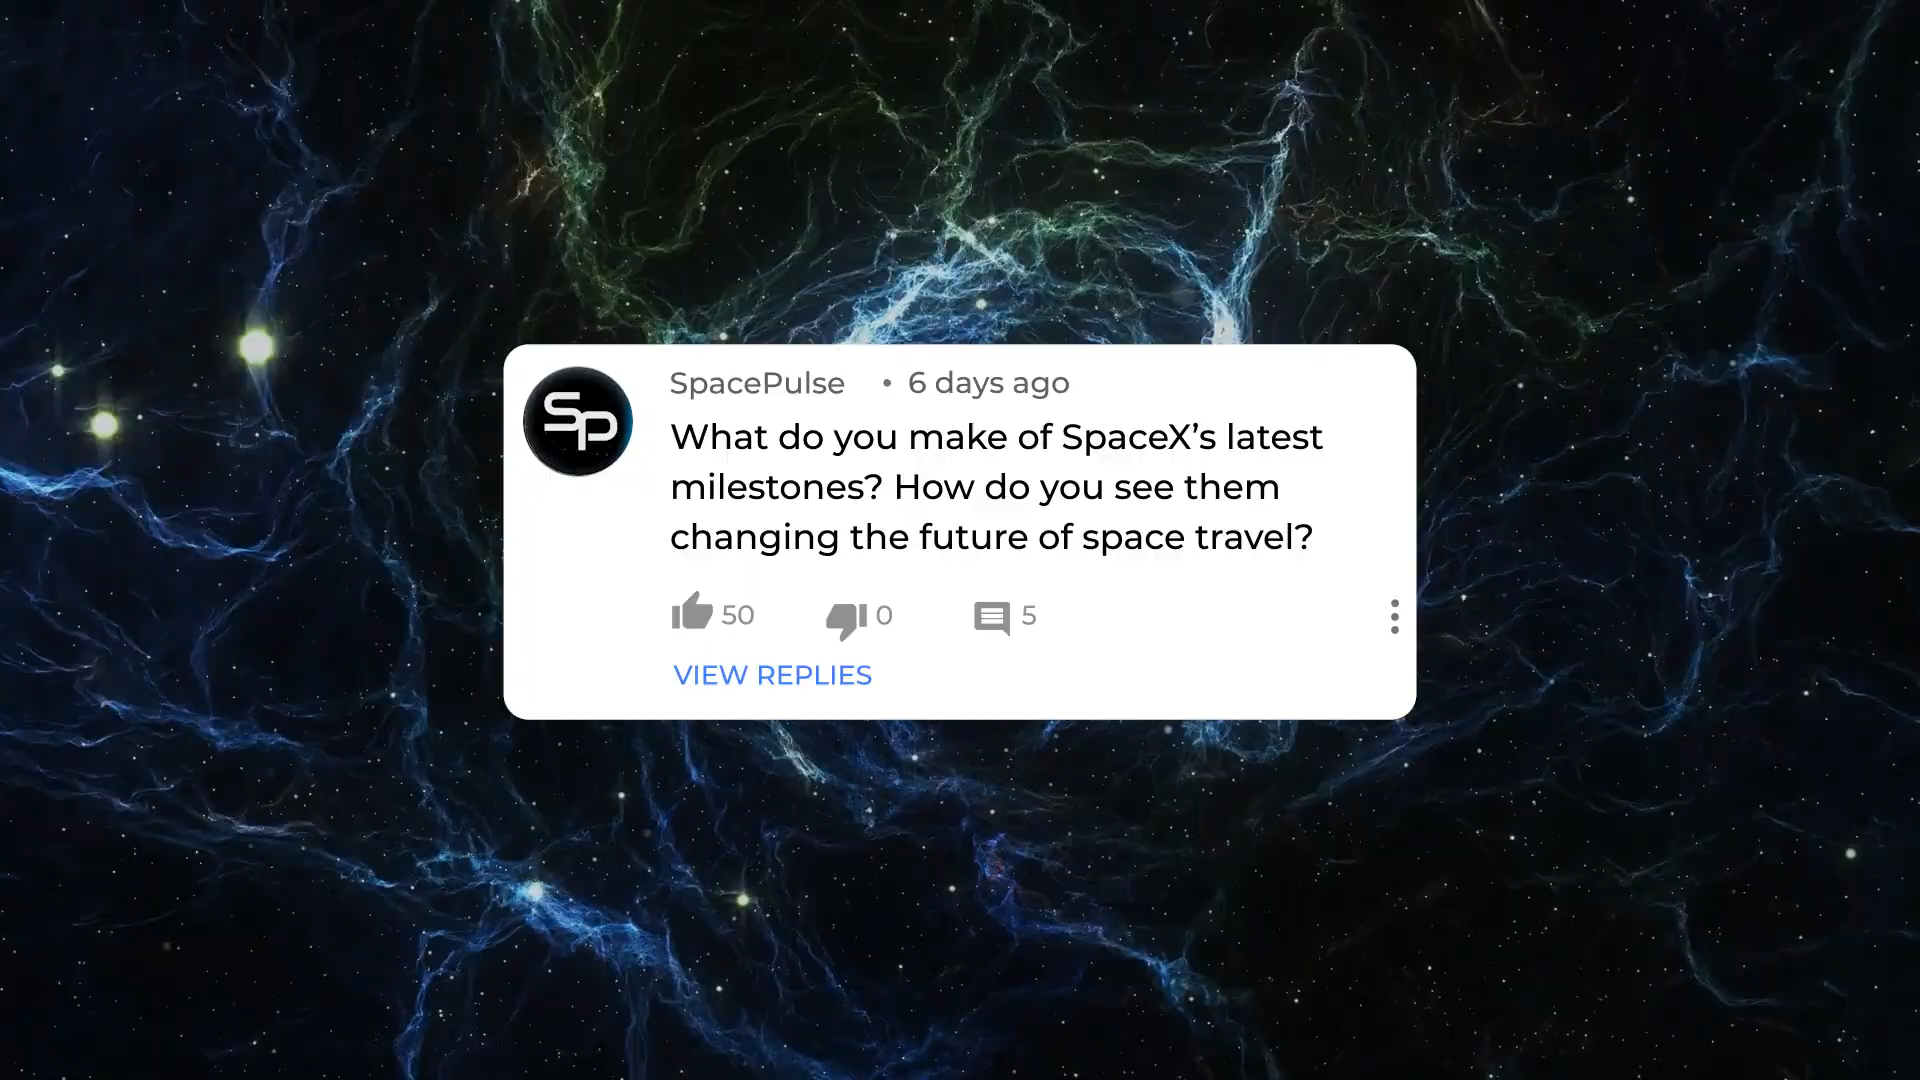 SP
SpacePulse • 6 days ago
What do you make of SpaceX’s latest
milestones? How do you see them
changing the future of space travel?
50 0 5
VIEW REPLIES